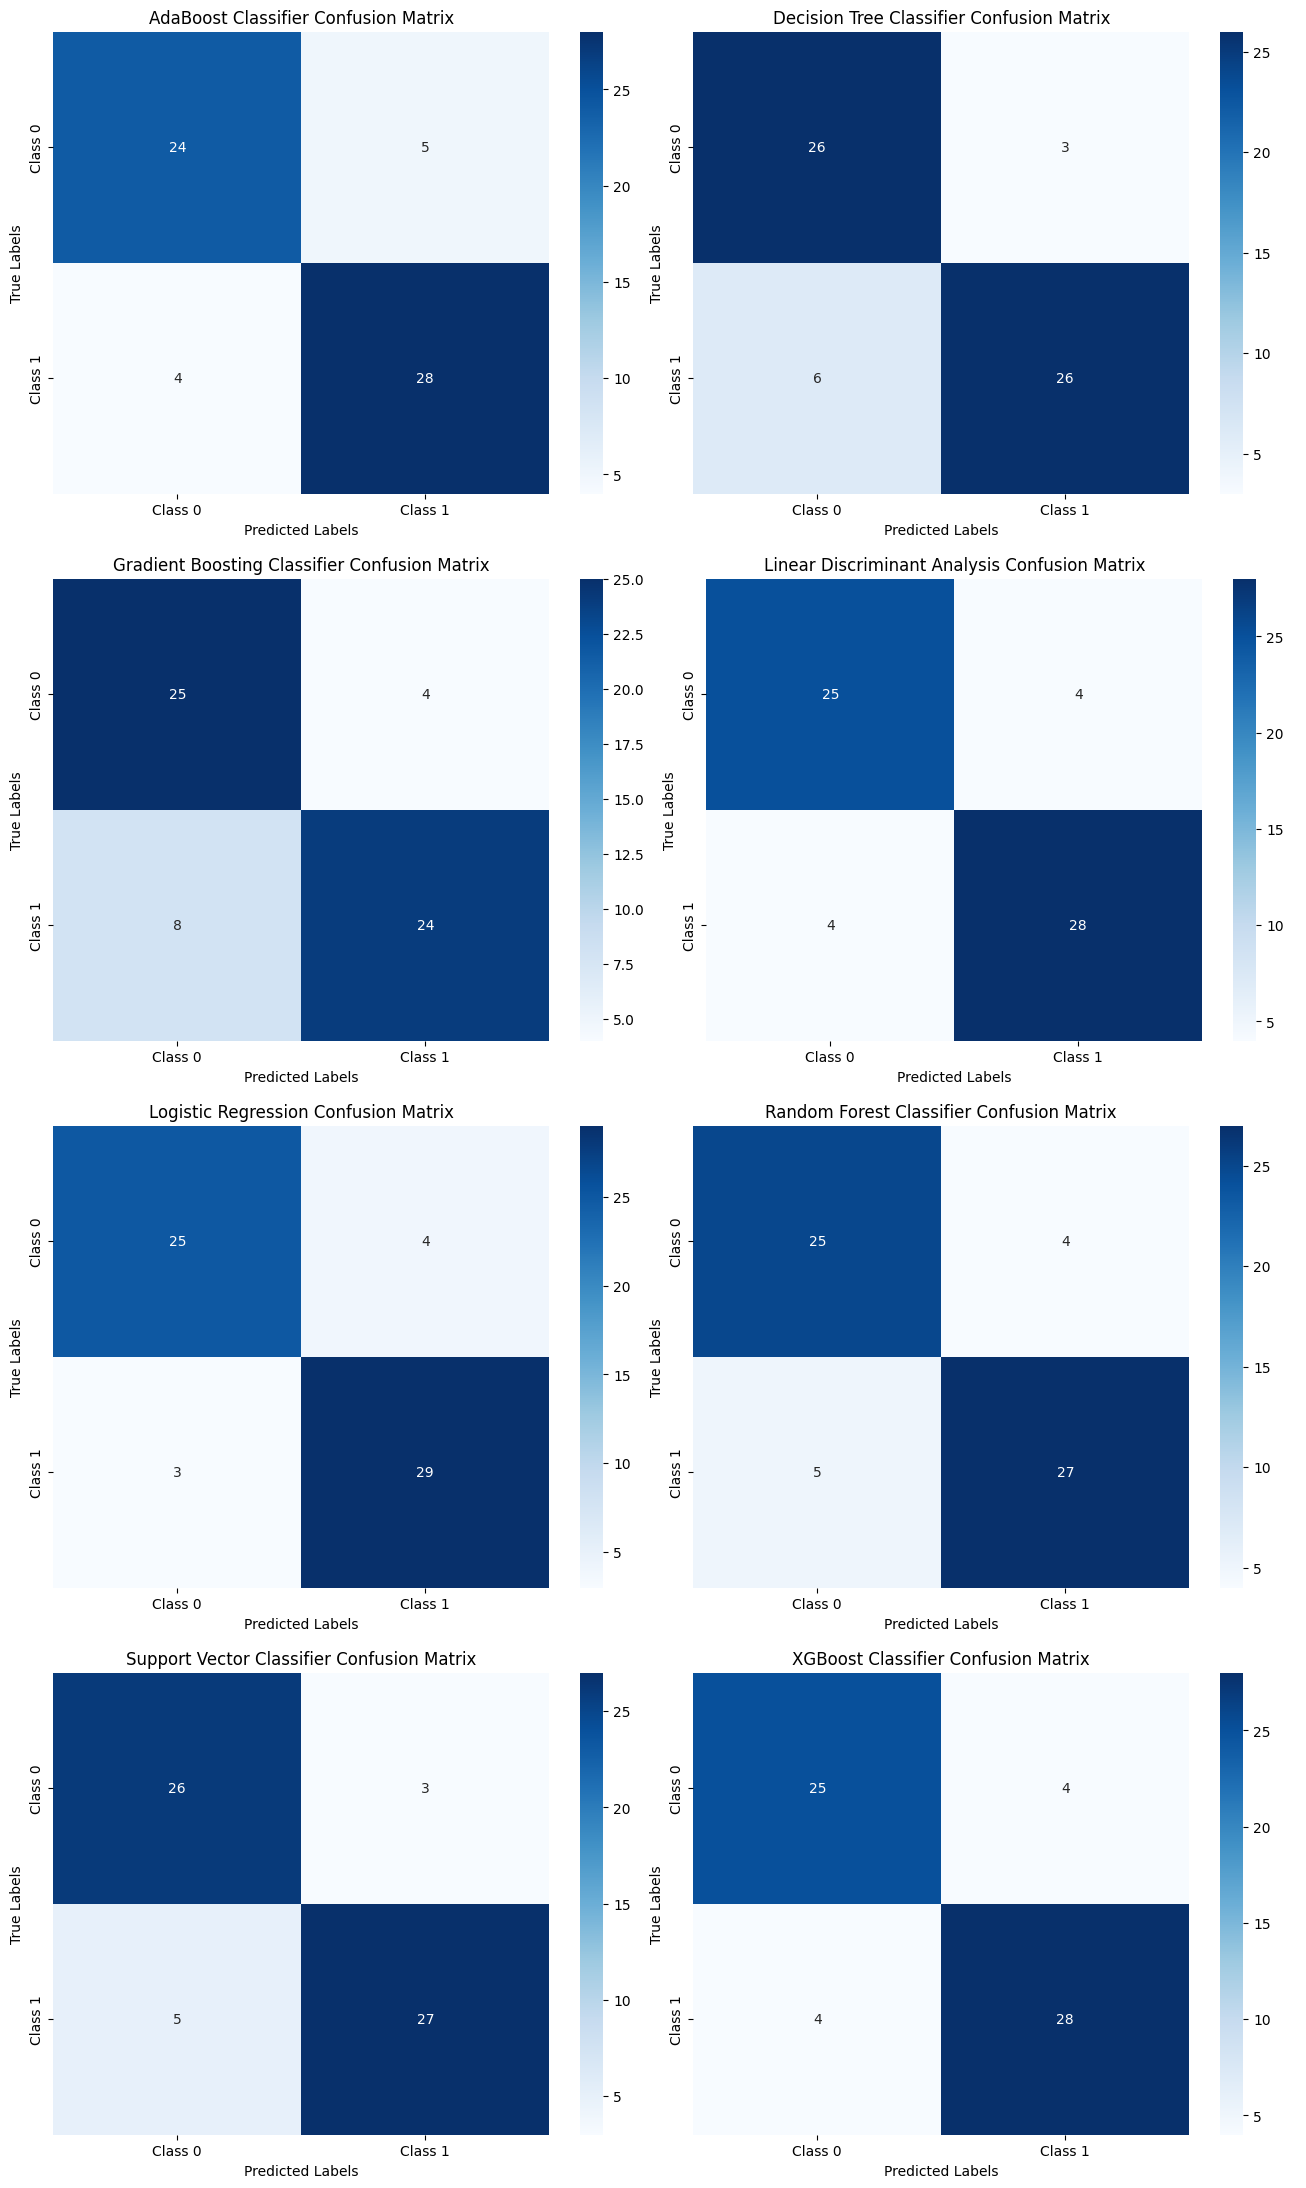 AdaBoost Classifier Confusion Matrix
True Labels
Class 0
24
5
Class 1
4
28
Class 0
Class 1
Predicted Labels
25
20
15
10
5
Decision Tree Classifier Confusion Matrix
True Labels
Class 0
26
3
Class 1
6
26
Class 0
Class 1
Predicted Labels
25
20
15
10
5
Gradient Boosting Classifier Confusion Matrix
True Labels
Class 0
25
4
Class 1
8
24
Class 0
Class 1
Predicted Labels
25.0
22.5
20.0
17.5
15.0
12.5
10.0
7.5
5.0
Linear Discriminant Analysis Confusion Matrix
True Labels
Class 0
25
4
Class 1
4
28
Class 0
Class 1
Predicted Labels
25
20
15
10
5
Logistic Regression Confusion Matrix
True Labels
Class 0
25
4
Class 1
3
29
Class 0
Class 1
Predicted Labels
25
20
15
10
5
Random Forest Classifier Confusion Matrix
True Labels
Class 0
25
4
Class 1
5
27
Class 0
Class 1
Predicted Labels
25
20
15
10
5
Support Vector Classifier Confusion Matrix
True Labels
Class 0
26
3
Class 1
5
27
Class 0
Class 1
Predicted Labels
25
20
15
10
5
XGBoost Classifier Confusion Matrix
True Labels
Class 0
25
4
Class 1
4
28
Class 0
Class 1
Predicted Labels
25
20
15
10
5